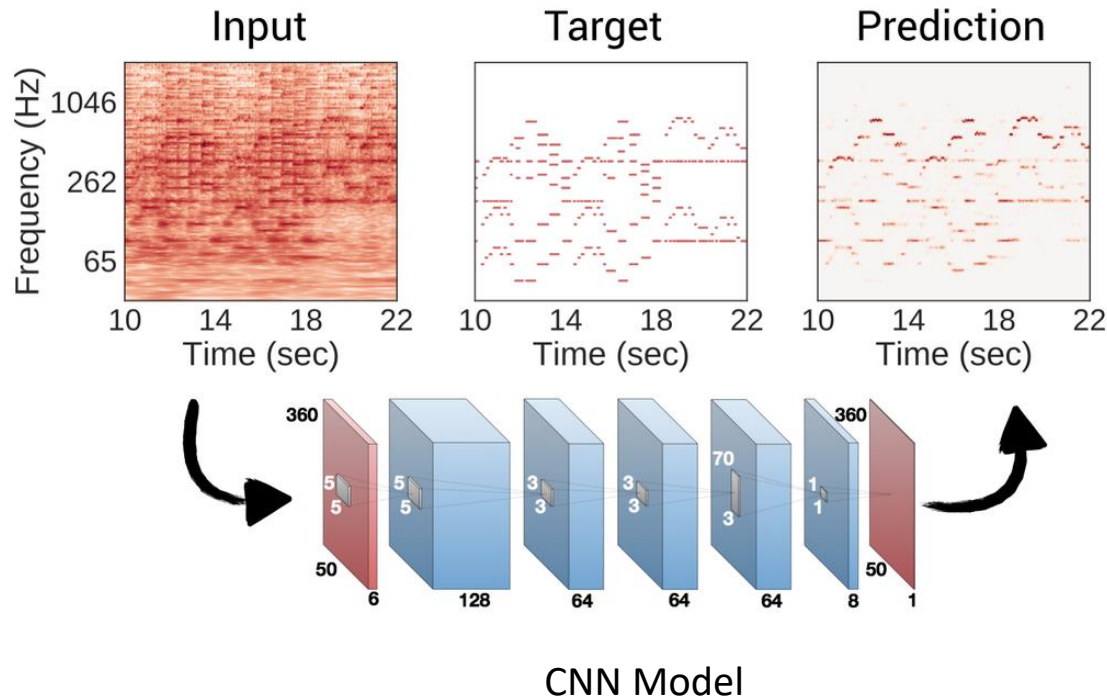 Input Target Prediction
Frequency (Hz)
1046
262
65
10 14 18 22 10 14 18 22 10 14 18 22
Time (sec) Time (sec) Time (sec)
360 360
5 5 3 3 70 1
5 5 3 3 3 1
50 50
6 128 64 64 64 8 1
CNN Model